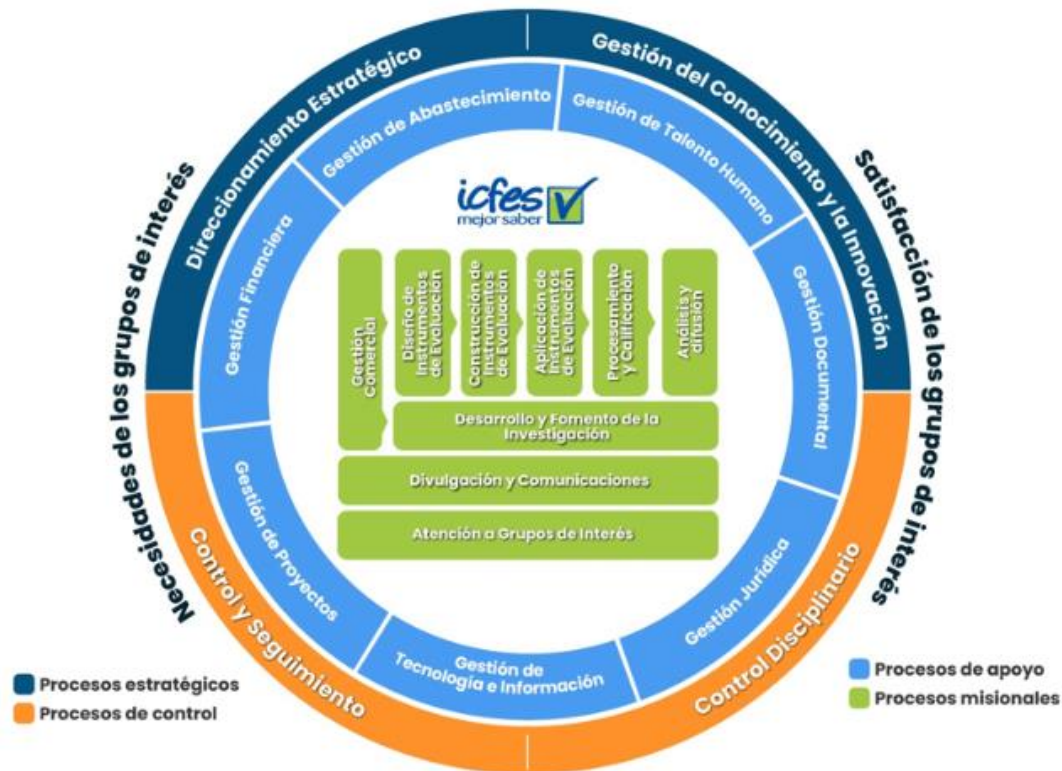 Direccionamiento Estratégico
Gestión del Conocimiento y la Innovación
Necesidades de los grupos de interés
Satisfacción de los grupos de interés
Gestión Financiera
Gestión de Abastecimiento
Gestión de Talento Humano
Gestión Documental
icfes
mejor saber
Gestión
Comercial
Diseño de
Instrumentos
de Evaluación
Construcción de
Instrumentos
de Evaluación
Aplicación de
Instrumentos
de Evaluación
Procesamiento
y Calificación
Análisis y
difusión
Desarrollo y Fomento de la
Investigación
Divulgación y Comunicaciones
Atención a Grupos de Interés
Gestión de Proyectos
Gestión de
Tecnología e Información
Gestión Jurídica
Control y Seguimiento
Control Disciplinario
Procesos estratégicos
Procesos de control
Procesos de apoyo
Procesos misionales